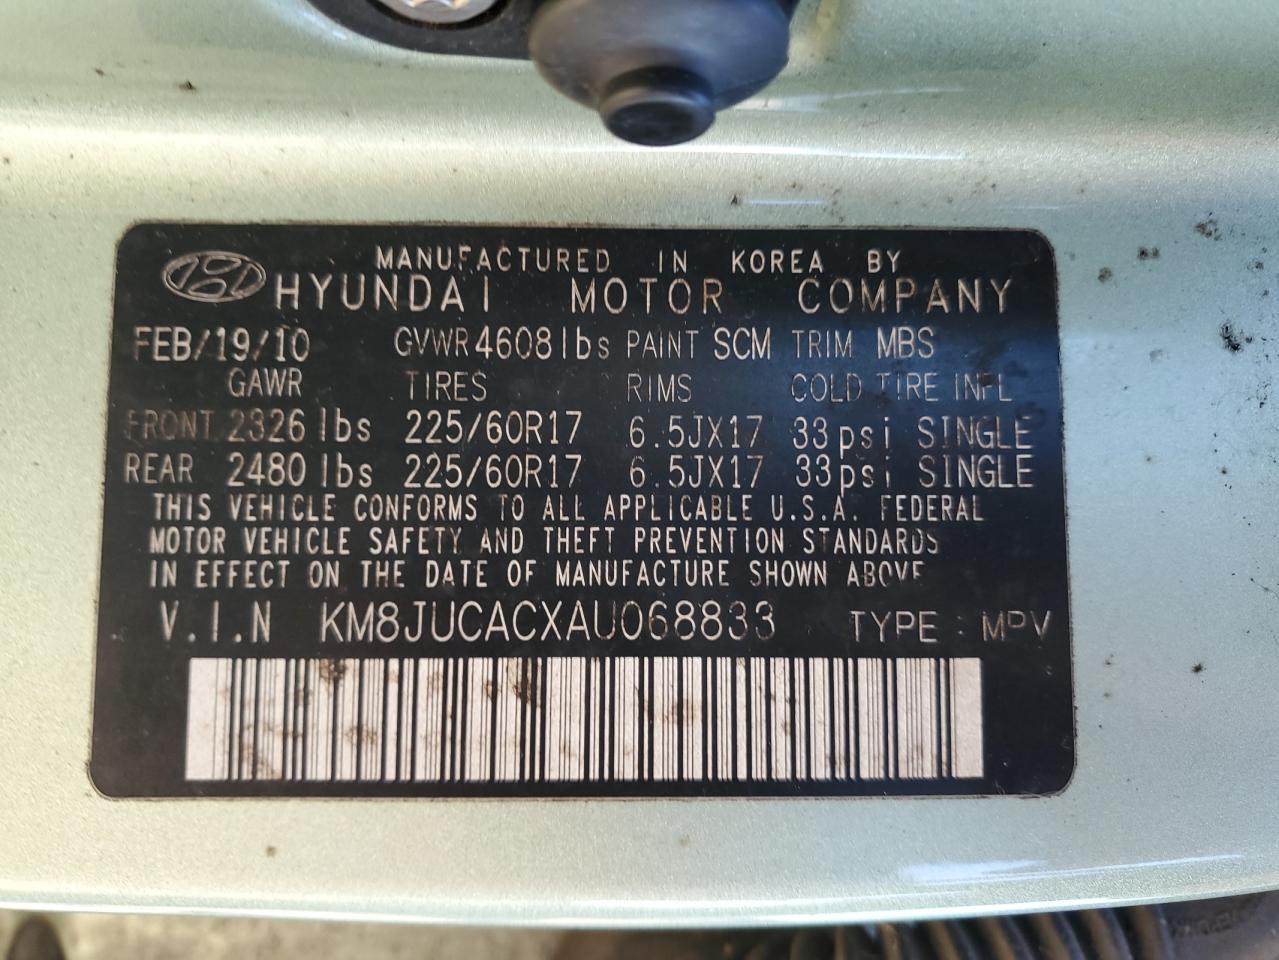 MANUFACTURED IN KOREA BY
HYUNDAI MOTOR COMPANY
FEB/19/10 GVWR 4608lbs PAINT SCM TRIM MBS
GAWR TIRES RIMS COLD TIRE INFL
FRONT 2326 lbs 225/60R17 6.5JX17 33psi SINGLE
REAR 2480 lbs 225/60R17 6.5JX17 33psi SINGLE
THIS VEHICLE CONFORMS TO ALL APPLICABLE U.S.A. FEDERAL
MOTOR VEHICLE SAFETY AND THEFT PREVENTION STANDARDS
IN EFFECT ON THE DATE OF MANUFACTURE SHOWN ABOVE
V.I.N KM8JUCACXAU068833 TYPE : MPV